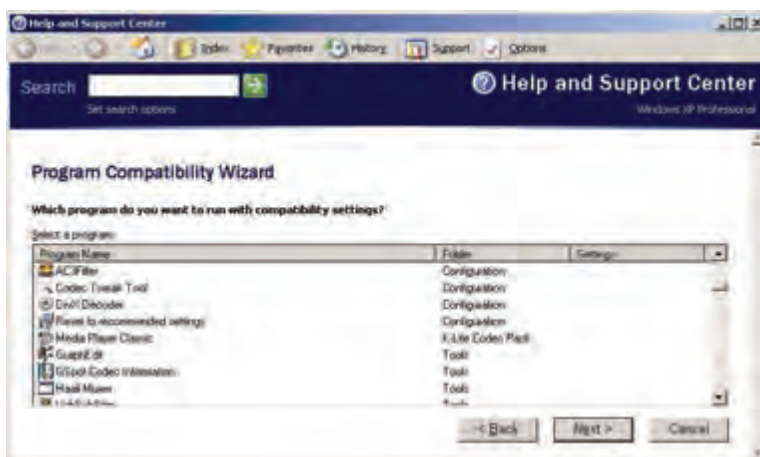 Help and Support Center
Index Favorites History Support Options
Search
Set search options
Help and Support Center
Windows XP Professional
Program Compatibility Wizard
Which program do you want to run with compatibility settings?
Select a program:
Program Name Folder Settings
AC3Filter Configuration
Codec Tweak Tool Configuration
DivX Decoder Configuration
Reset to recommended settings Configuration
Media Player Classic K-Lite Codec Pack
GraphEdit Tools
GSpot Codec Information Tools
Haali Muxer Tools
Tools
< Back Next > Cancel